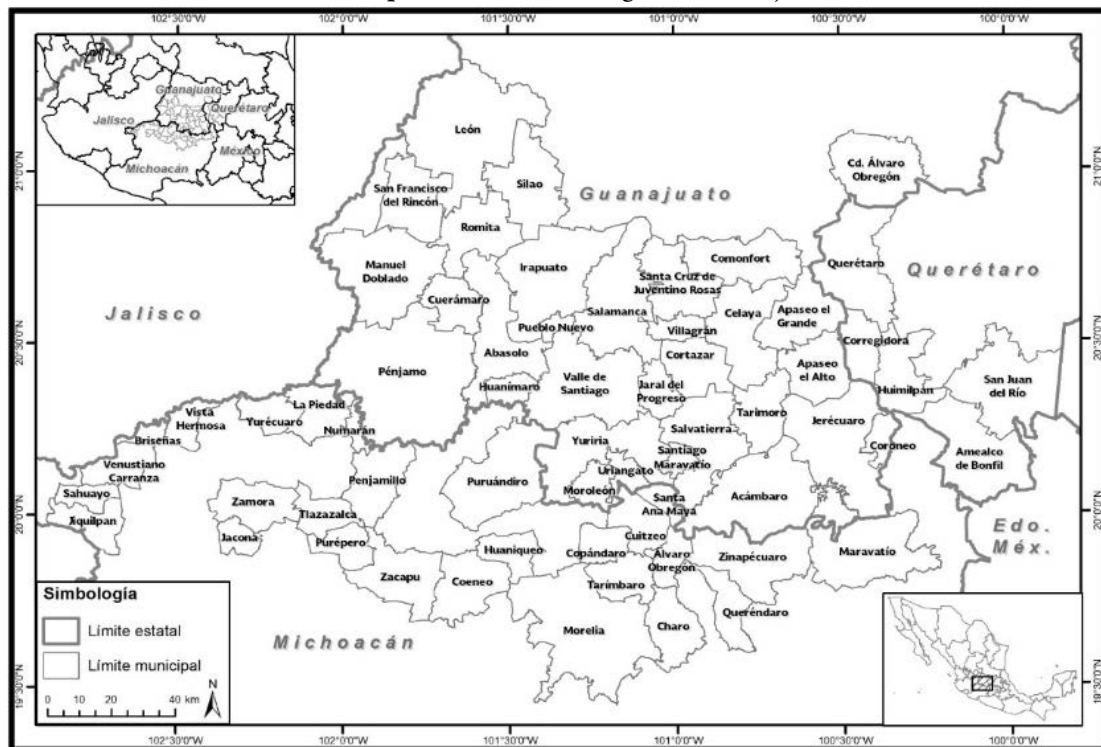 102°30'0"W 102°0'0"W 101°30'0"W 101°0'0"W 100°30'0"W 100°0'0"W
21°0'0"N
20°30'0"N
20°0'0"N
19°30'0"N
Guanajuato
Querétaro
Jalisco
México
Michoacán
León
Cd. Álvaro
Obregón
Silao
San Francisco
del Rincón
Guanajuato
Romita
Comonfort
Querétaro
Querétaro
Manuel
Doblado
Irapuato
Santa Cruz de
Juventino Rosas
Cuerámaro
Salamanca
Celaya
Apaseo el
Grande
Jalisco
Pueblo Nuevo
Villagrán
Corregidora
Abasolo
Cortazar
Pénjamo
Valle de
Santiago
Apaseo
el Alto
Huanímaro
Jaral del
Progreso
Huimilpán
San Juan
del Río
La Piedad
Vista
Hermosa
Yurécuaro
Numarán
Tarimoro
Jerécuaro
Salvatierra
Briseñas
Yuriria
Coroneo
Santiago
Maravatío
Amealco
de Bonfil
Venustiano
Carranza
Uriangato
Penjamillo
Puruándiro
Moroleón
Sahuayo
Zamora
Santa
Ana Maya
Acámbaro
Jiquilpan
Tlazazalca
Edo.
Méx.
Jacona
Purépero
Cuitzeo
Huaniqueo
Copándaro
Álvaro
Obregón
Zinapécuaro
Maravatío
Zacapu
Coeneo
Tarímbaro
Queréndaro
Morelia
Charo
Michoacán
Simbología
Límite estatal
Límite municipal
0 5 10 20 40 km
N
21°0'0"N
20°30'0"N
20°0'0"N
19°30'0"N
102°30'0"W 102°0'0"W 101°30'0"W 101°0'0"W 100°30'0"W 100°0'0"W